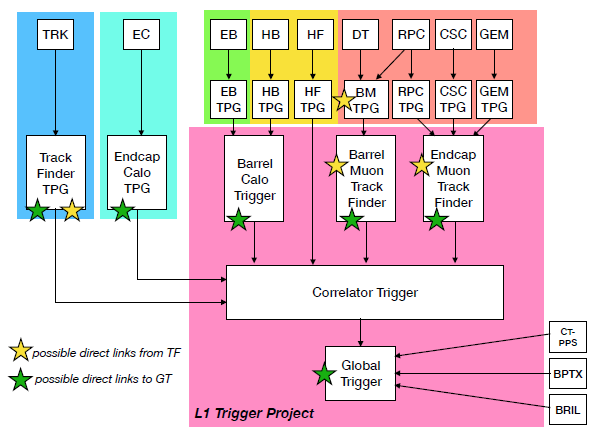 TRK
EC
EB
HB
HF
DT
RPC
CSC
GEM
EB
TPG
HB
TPG
HF
TPG
BM
TPG
RPC
TPG
CSC
TPG
GEM
TPG
Track
Finder
TPG
Endcap
Calo
TPG
Barrel
Calo
Trigger
Barrel
Muon
Track
Finder
Endcap
Muon
Track
Finder
Correlator Trigger
possible direct links from TF
possible direct links to GT
Global
Trigger
CT-
PPS
BPTX
BRIL
L1 Trigger Project